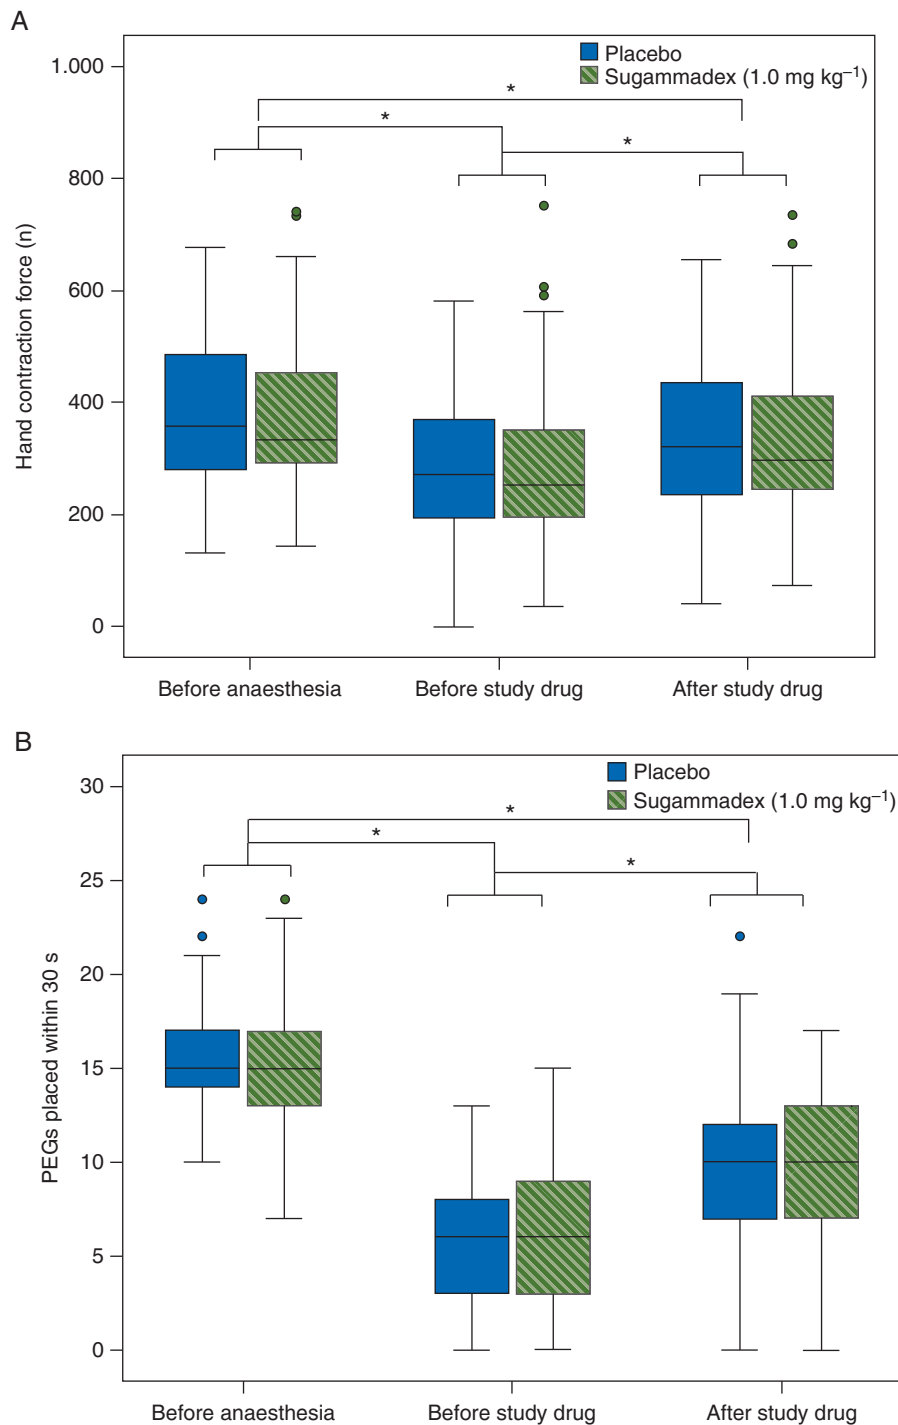 A
1.000
Placebo
Sugammadex (1.0 mg kg⁻¹)
*
*
*
800
600
400
200
0
Hand contraction force (n)
Before anaesthesia
Before study drug
After study drug
B
30
Placebo
Sugammadex (1.0 mg kg⁻¹)
*
*
*
25
20
15
10
5
0
PEGs placed within 30 s
Before anaesthesia
Before study drug
After study drug